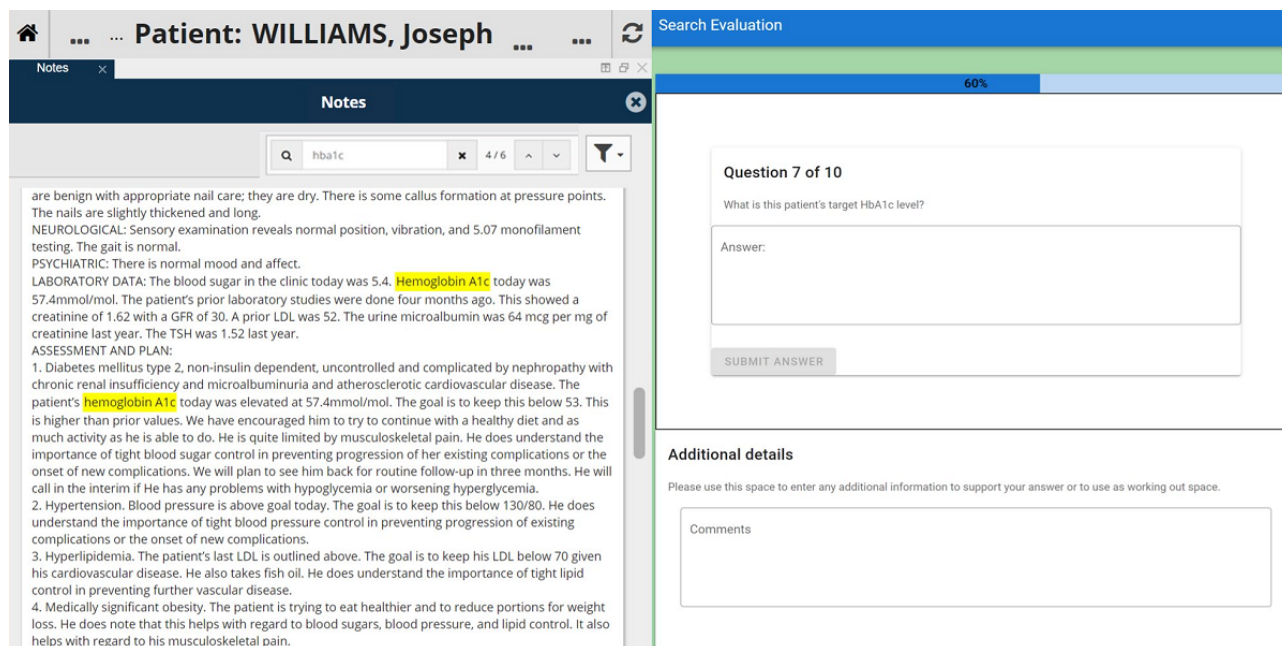 ... ... Patient: WILLIAMS, Joseph ... ...
Notes
Notes
hba1c
4/6
are benign with appropriate nail care; they are dry. There is some callus formation at pressure points.
The nails are slightly thickened and long.
NEUROLOGICAL: Sensory examination reveals normal position, vibration, and 5.07 monofilament
testing. The gait is normal.
PSYCHIATRIC: There is normal mood and affect.
LABORATORY DATA: The blood sugar in the clinic today was 5.4. Hemoglobin A1c today was
57.4mmol/mol. The patient's prior laboratory studies were done four months ago. This showed a
creatinine of 1.62 with a GFR of 30. A prior LDL was 52. The urine microalbumin was 64 mcg per mg of
creatinine last year. The TSH was 1.52 last year.
ASSESSMENT AND PLAN:
1. Diabetes mellitus type 2, non-insulin dependent, uncontrolled and complicated by nephropathy with
chronic renal insufficiency and microalbuminuria and atherosclerotic cardiovascular disease. The
patient's hemoglobin A1c today was elevated at 57.4mmol/mol. The goal is to keep this below 53. This
is higher than prior values. We have encouraged him to try to continue with a healthy diet and as
much activity as he is able to do. He is quite limited by musculoskeletal pain. He does understand the
importance of tight blood sugar control in preventing progression of her existing complications or the
onset of new complications. We will plan to see him back for routine follow-up in three months. He will
call in the interim if He has any problems with hypoglycemia or worsening hyperglycemia.
2. Hypertension. Blood pressure is above goal today. The goal is to keep this below 130/80. He does
understand the importance of tight blood pressure control in preventing progression of existing
complications or the onset of new complications.
3. Hyperlipidemia. The patient's last LDL is outlined above. The goal is to keep his LDL below 70 given
his cardiovascular disease. He also takes fish oil. He does understand the importance of tight lipid
control in preventing further vascular disease.
4. Medically significant obesity. The patient is trying to eat healthier and to reduce portions for weight
loss. He does note that this helps with regard to blood sugars, blood pressure, and lipid control. It also
helps with regard to his musculoskeletal pain.
Search Evaluation
60%
Question 7 of 10
What is this patient's target HbA1c level?
Answer:
SUBMIT ANSWER
Additional details
Please use this space to enter any additional information to support your answer or to use as working out space.
Comments